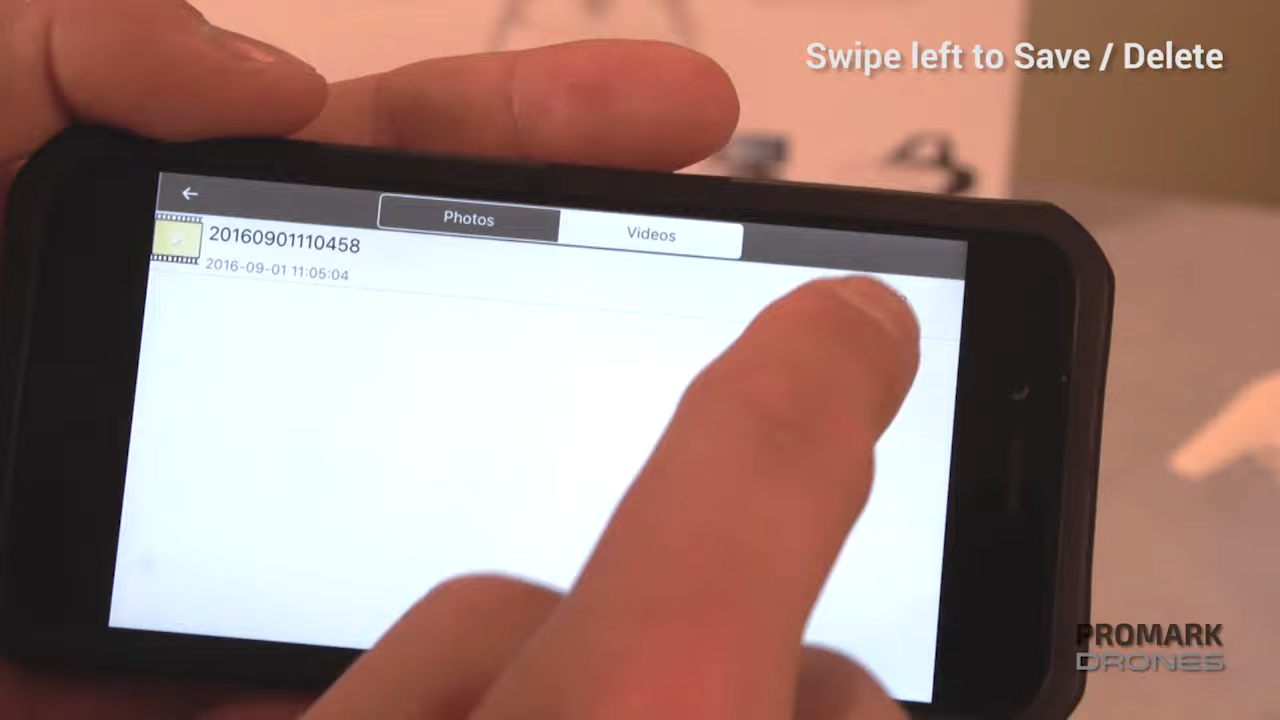 Swipe left to Save / Delete
Photos
Videos
20160901110458
2016-09-01 11:05:04
PROMARK
DRONES